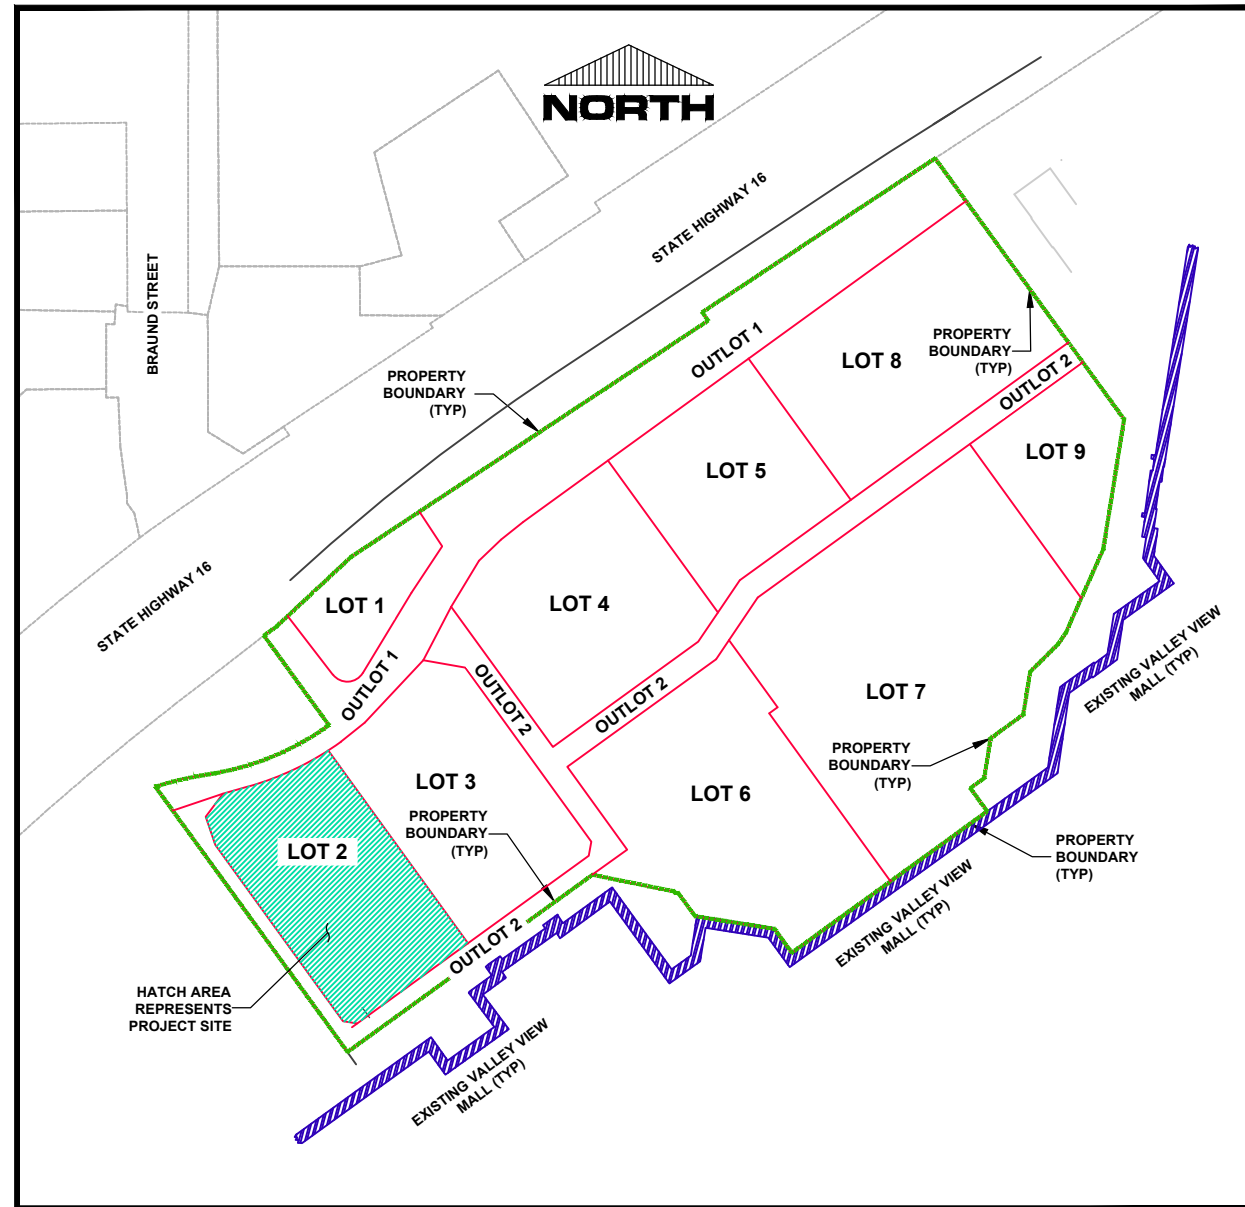 NORTH
STATE HIGHWAY 16
BRAUND STREET
PROPERTY
BOUNDARY
(TYP)
OUTLOT 1
LOT 8
PROPERTY
BOUNDARY
(TYP)
OUTLOT 2
LOT 9
LOT 5
LOT 4
LOT 1
STATE HIGHWAY 16
OUTLOT 1
OUTLOT 2
OUTLOT 2
LOT 7
EXISTING VALLEY VIEW
MALL (TYP)
PROPERTY
BOUNDARY
(TYP)
LOT 3
LOT 6
PROPERTY
BOUNDARY
(TYP)
LOT 2
PROPERTY
BOUNDARY
(TYP)
EXISTING VALLEY VIEW
MALL (TYP)
OUTLOT 2
HATCH AREA
REPRESENTS
PROJECT SITE
EXISTING VALLEY VIEW
MALL (TYP)